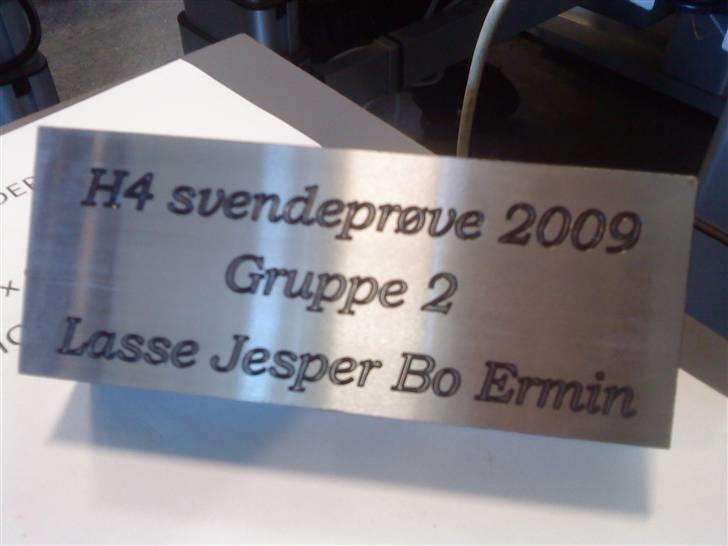 H4 svendeprøve 2009
Gruppe 2
Lasse Jesper Bo Ermin